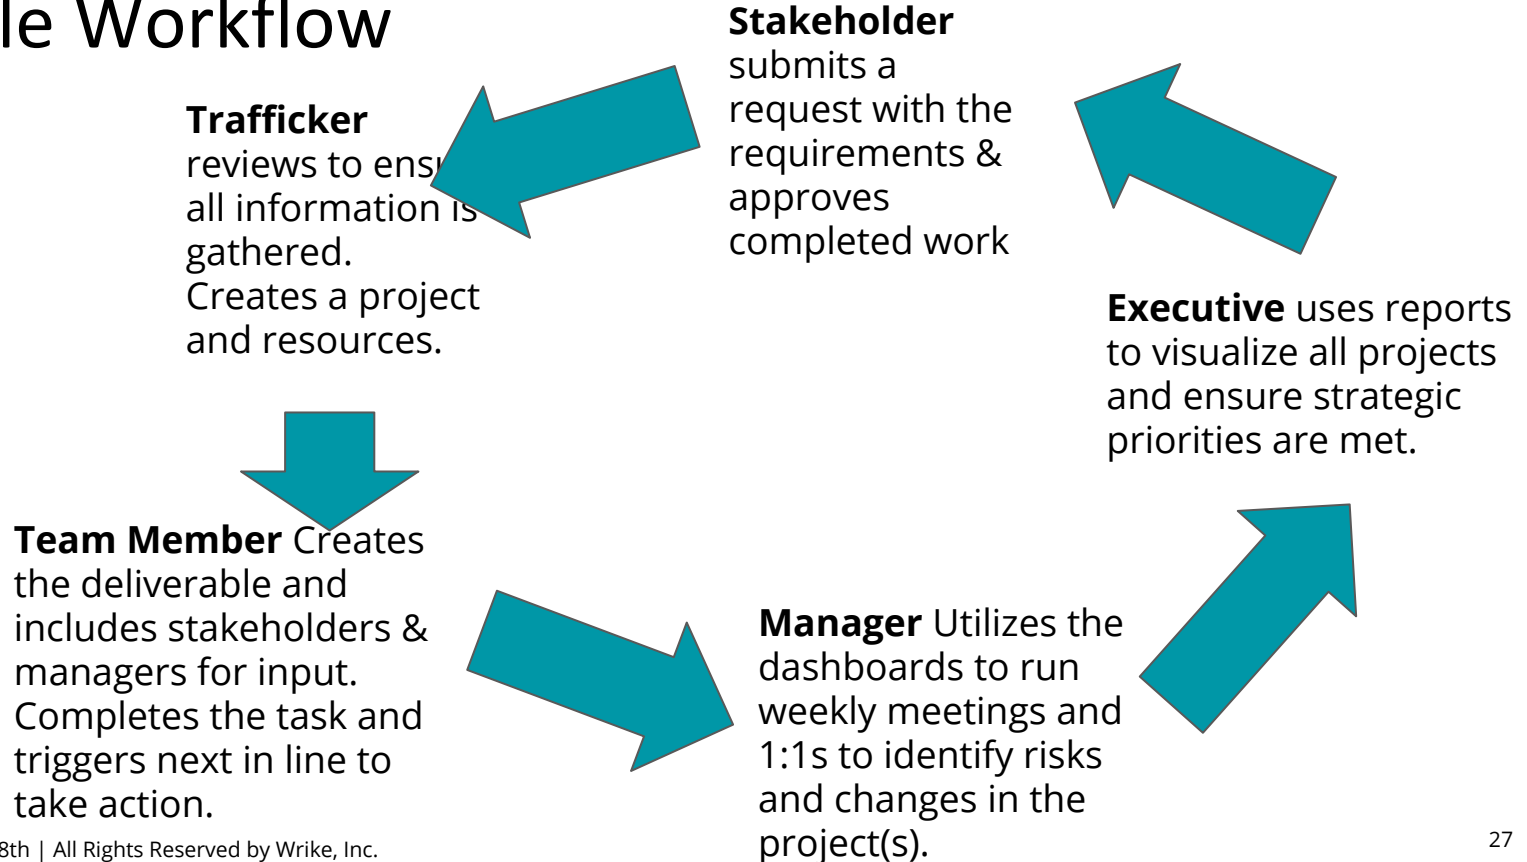 le Workflow
Stakeholder
submits a
request with the
requirements &
approves
completed work
Trafficker
reviews to ensu
all information is
gathered.
Creates a project
and resources.
Executive uses reports
to visualize all projects
and ensure strategic
priorities are met.
Team Member Creates
the deliverable and
includes stakeholders &
managers for input.
Completes the task and
triggers next in line to
take action.
Manager Utilizes the
dashboards to run
weekly meetings and
1:1s to identify risks
and changes in the
project(s).
8th | All Rights Reserved by Wrike, Inc.
27